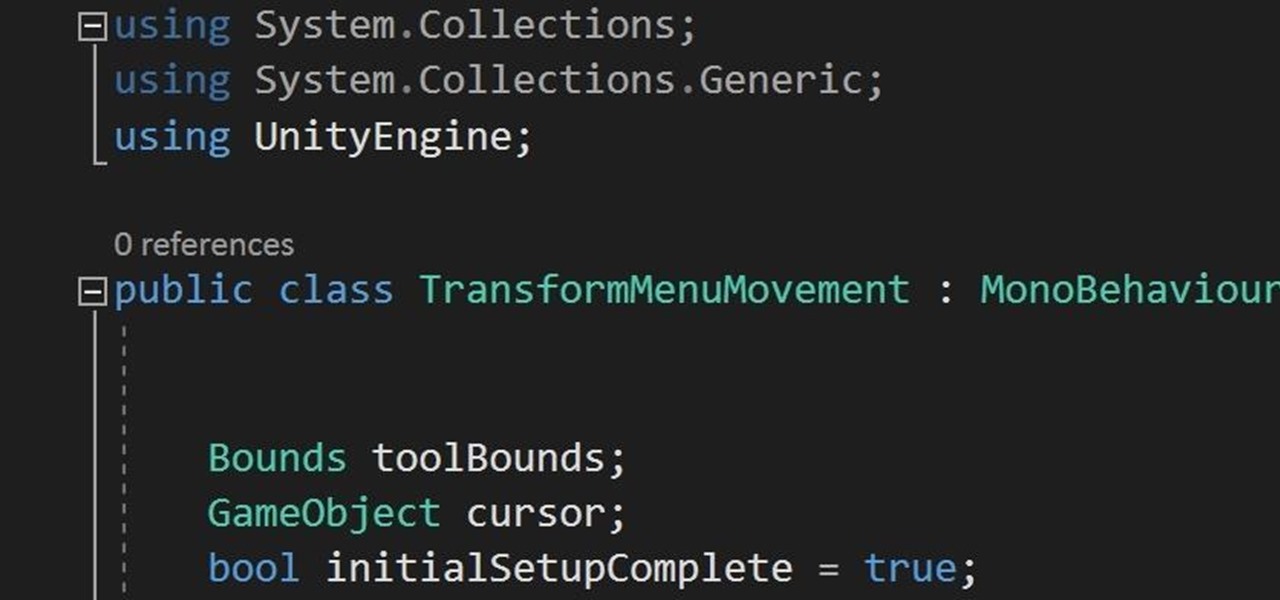 using System.Collections;
using System.Collections.Generic;
using UnityEngine;
0 references
public class TransformMenuMovement : MonoBehaviour
Bounds toolBounds;
GameObject cursor;
bool initialSetupComplete = true;